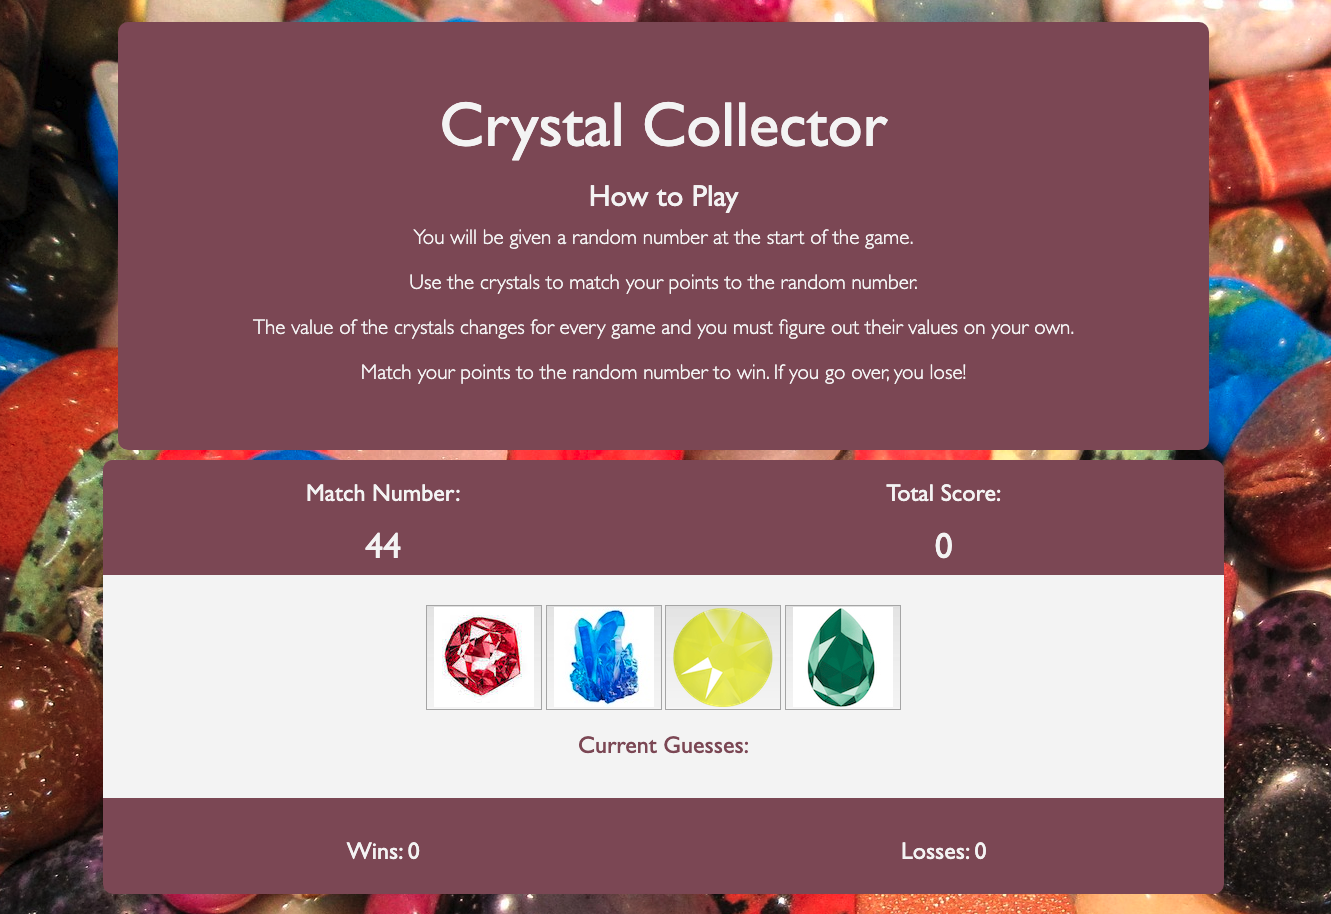 Crystal Collector
How to Play
You will be given a random number at the start of the game.
Use the crystals to match your points to the random number.
The value of the crystals changes for every game and you must figure out their values on your own.
Match your points to the random number to win. If you go over, you lose!
Match Number:
44
Total Score:
0
Current Guesses:
Wins: 0
Losses: 0